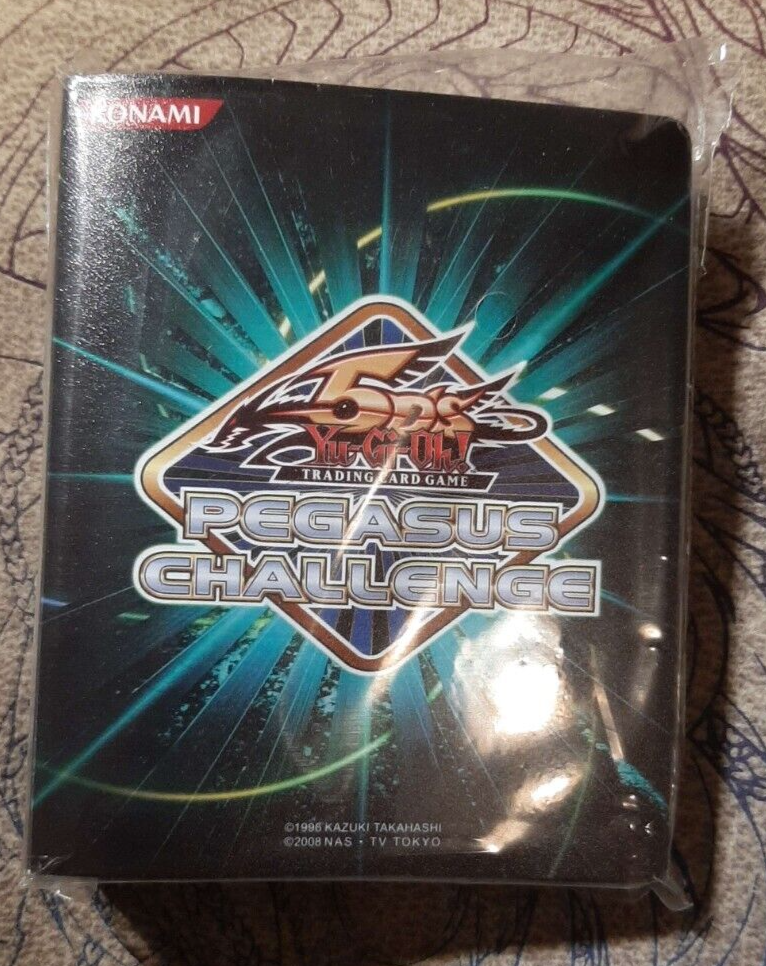 KONAMI
5D's
Yu-Gi-Oh!
TRADING CARD GAME
PEGASUS
CHALLENGE
©1996 KAZUKI TAKAHASHI
©2008 NAS • TV TOKYO